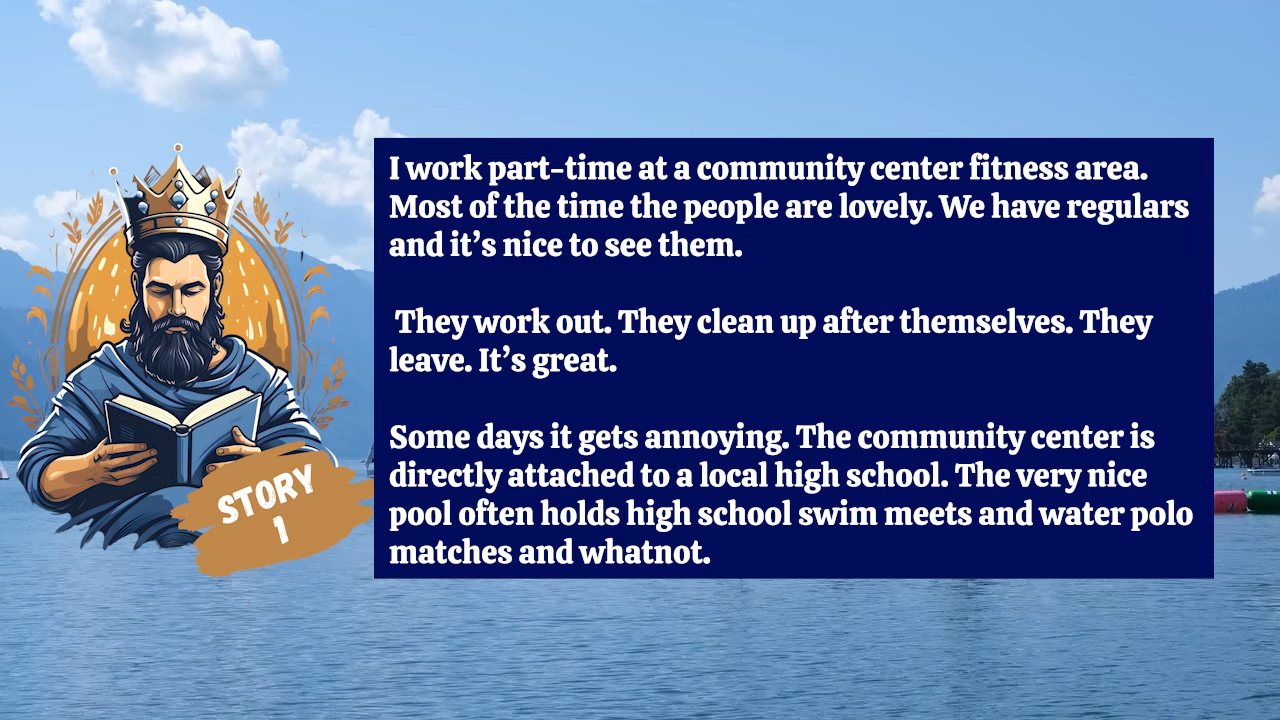 I work part-time at a community center fitness area.
Most of the time the people are lovely. We have regulars
and it’s nice to see them.
They work out. They clean up after themselves. They
leave. It’s great.
Some days it gets annoying. The community center is
directly attached to a local high school. The very nice
pool often holds high school swim meets and water polo
matches and whatnot.
STORY
1